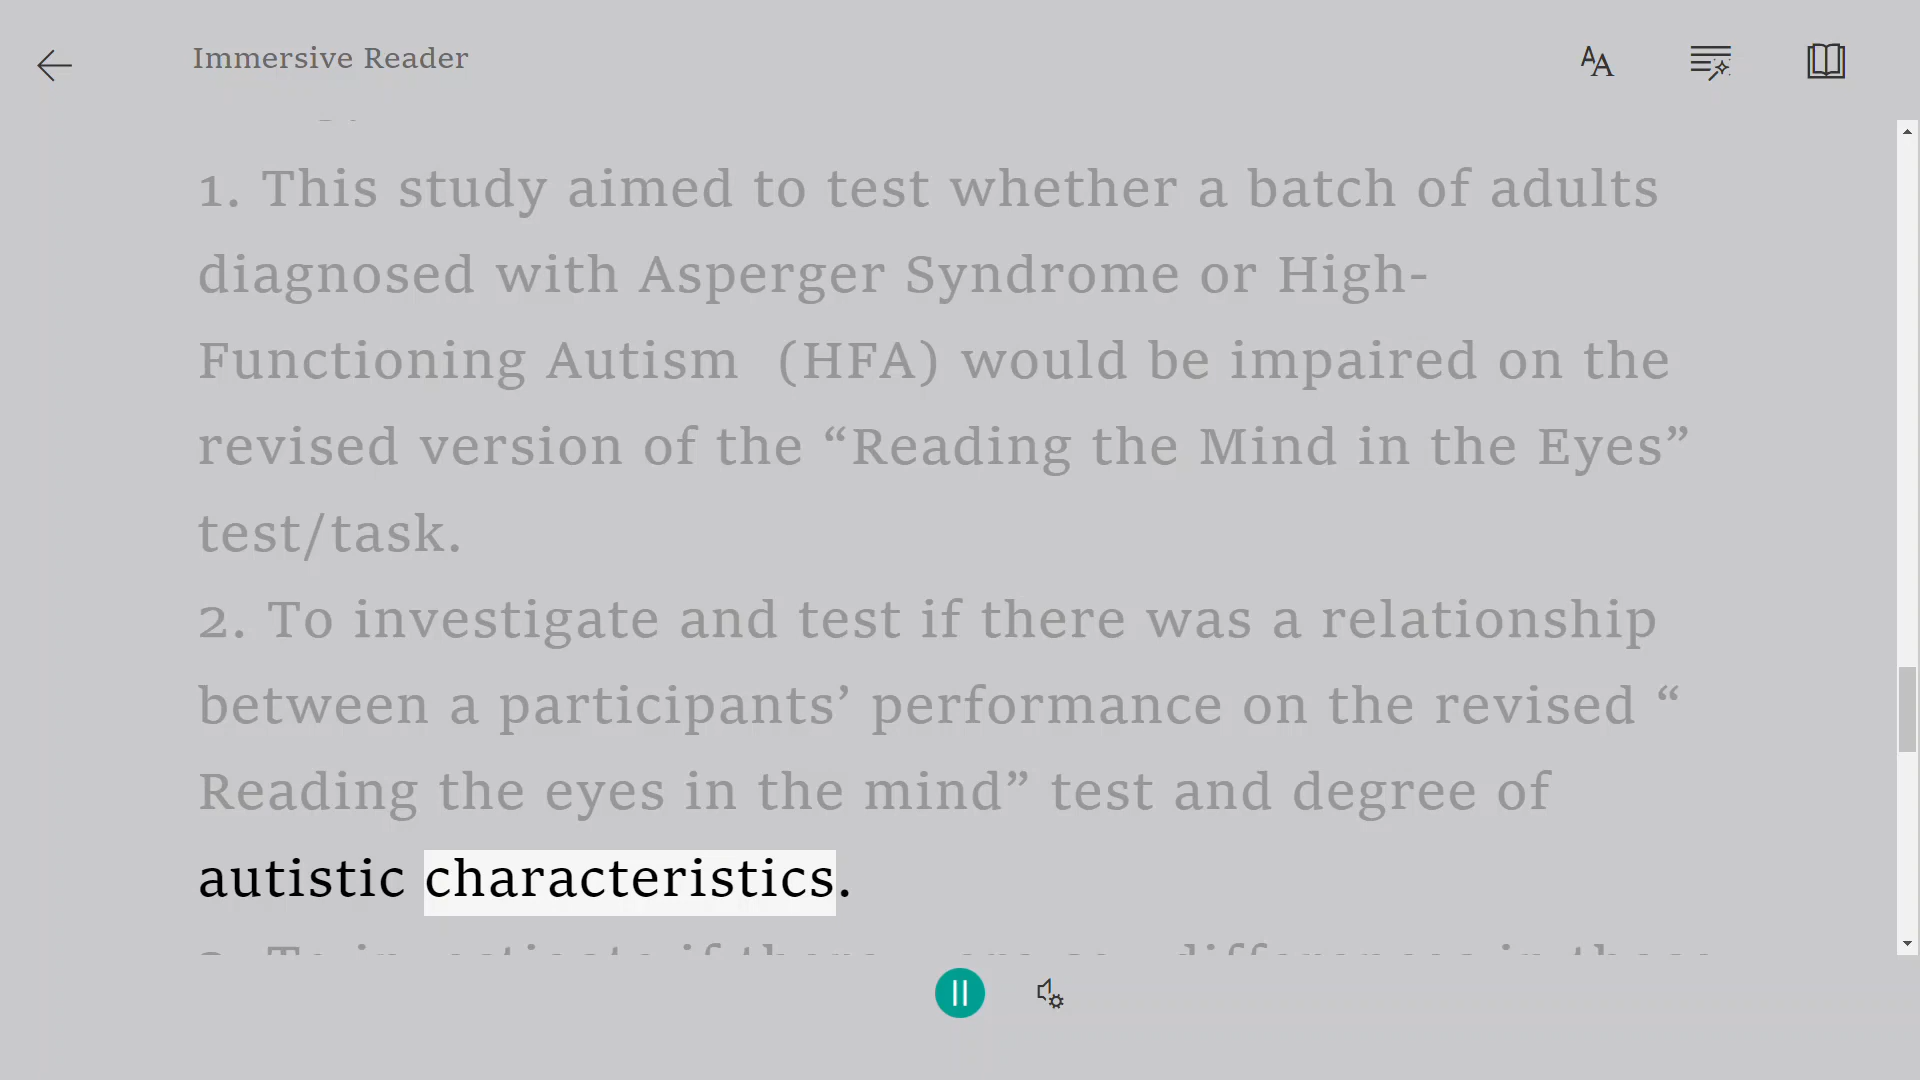 Immersive Reader
1. This study aimed to test whether a batch of adults
diagnosed with Asperger Syndrome or High-
Functioning Autism (HFA) would be impaired on the
revised version of the “Reading the Mind in the Eyes”
test/task.
2. To investigate and test if there was a relationship
between a participants’ performance on the revised “
Reading the eyes in the mind” test and degree of
autistic characteristics.